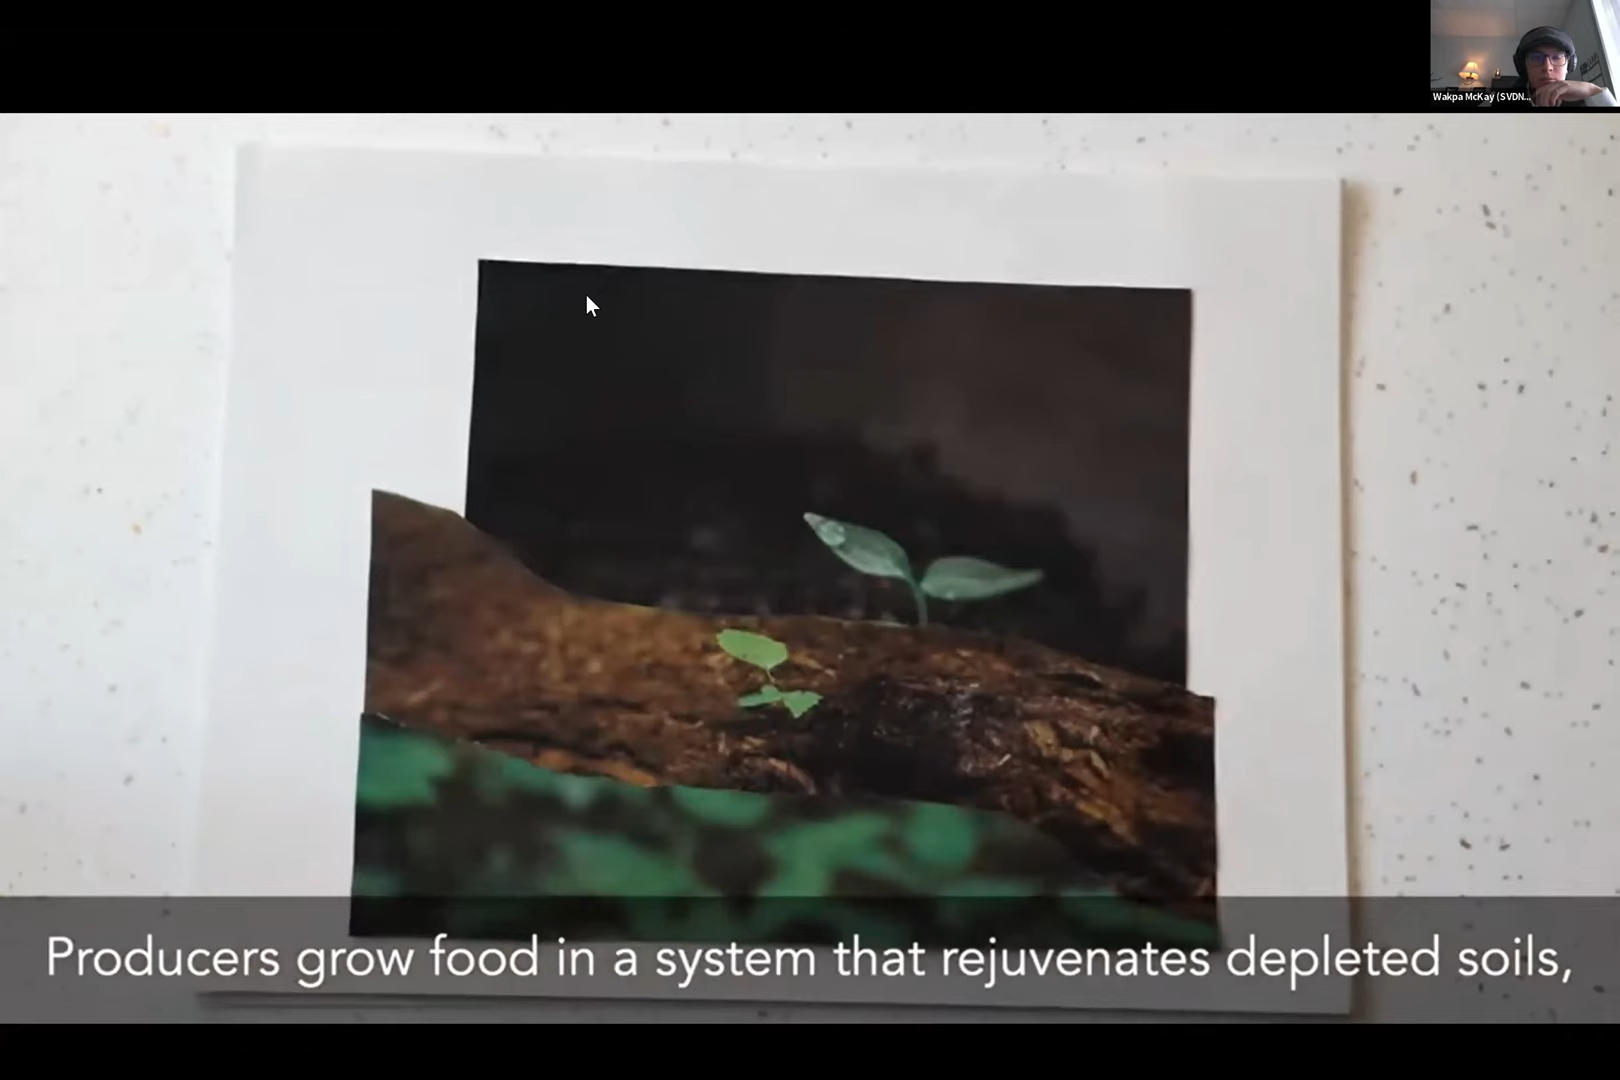 Wakpa McKay (SVDN...
Producers grow food in a system that rejuvenates depleted soils,